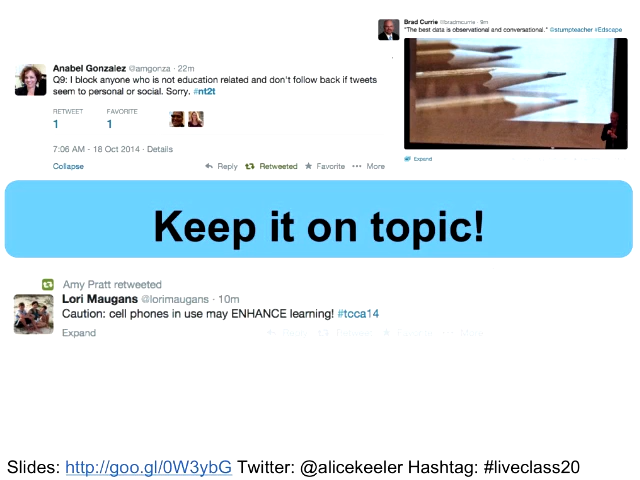 Brad Currie @bradmcurrie · 9m
"The best data is observational and conversational." @stumpteacher #Edscape
Expand
Anabel Gonzalez @amgonza · 22m
Q9: I block anyone who is not education related and don't follow back if tweets
seem to personal or social. Sorry. #nt2t
RETWEET FAVORITE
1 1
7:06 AM - 18 Oct 2014 · Details
Collapse Reply Retweeted Favorite More
Keep it on topic!
Amy Pratt retweeted
Lori Maugans @lorimaugans · 10m
Caution: cell phones in use may ENHANCE learning! #tcca14
Expand Reply Retweet Favorite More
Slides: http://goo.gl/0W3ybG Twitter: @alicekeeler Hashtag: #liveclass20